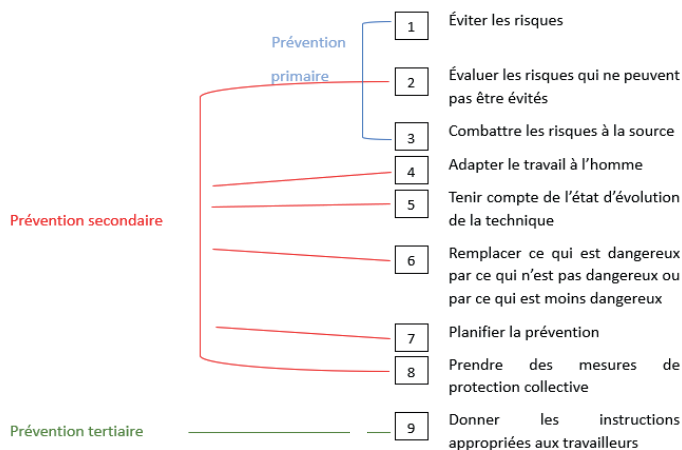 Prévention
primaire
1
Éviter les risques
2
Évaluer les risques qui ne peuvent
pas être évités
3
Combattre les risques à la source
4
Adapter le travail à l’homme
5
Tenir compte de l’état d’évolution
de la technique
Prévention secondaire
6
Remplacer ce qui est dangereux
par ce qui n’est pas dangereux ou
par ce qui est moins dangereux
7
Planifier la prévention
8
Prendre des mesures de
protection collective
Prévention tertiaire
9
Donner les instructions
appropriées aux travailleurs